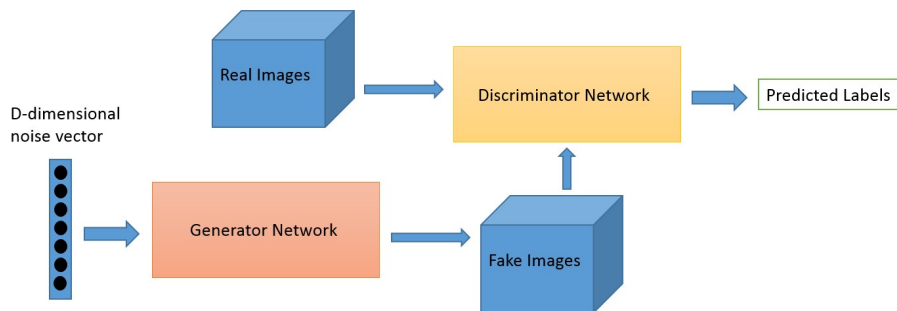 Real Images
Discriminator Network
Predicted Labels
D-dimensional
noise vector
Generator Network
Fake Images